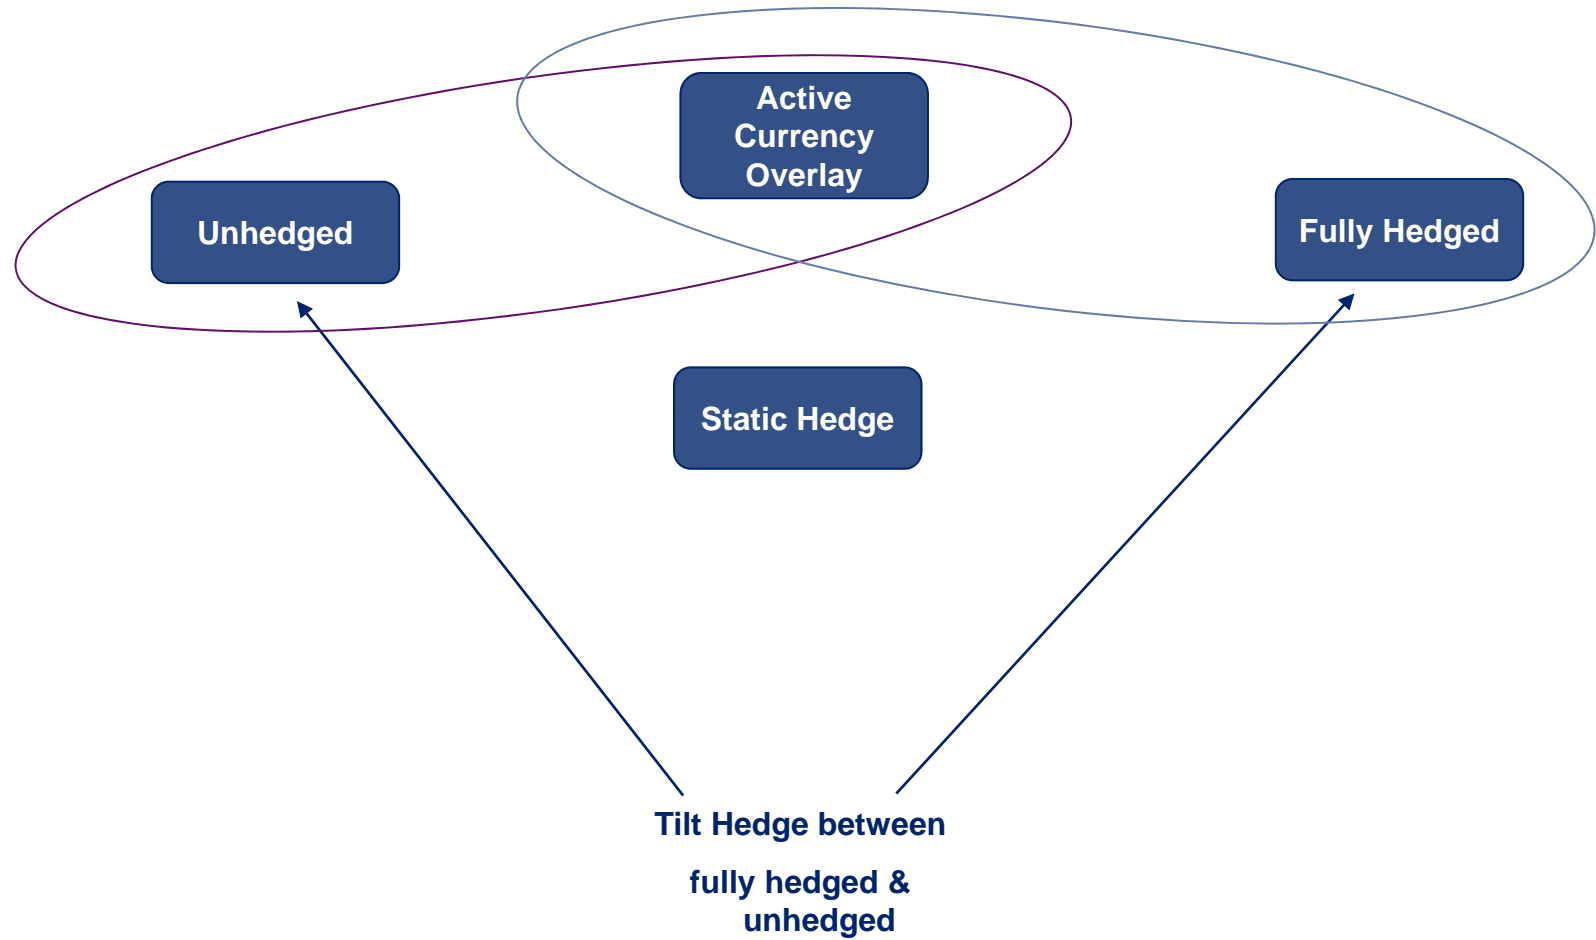 Active
Currency
Overlay
Unhedged
Fully Hedged
Static Hedge
Tilt Hedge between
fully hedged &
unhedged